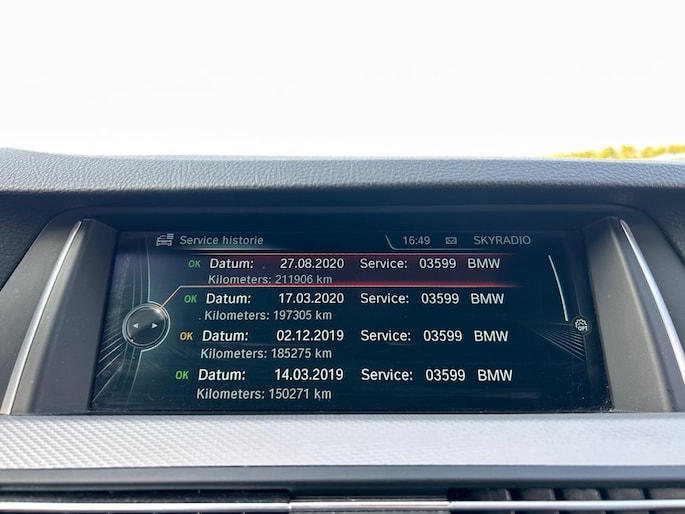 Service historie 16:49 SKYRADIO
OK Datum: 27.08.2020 Service: 03599 BMW
Kilometers: 211906 km
OK Datum: 17.03.2020 Service: 03599 BMW
Kilometers: 197305 km
OK Datum: 02.12.2019 Service: 03599 BMW
Kilometers: 185275 km
OK Datum: 14.03.2019 Service: 03599 BMW
Kilometers: 150271 km
OPT